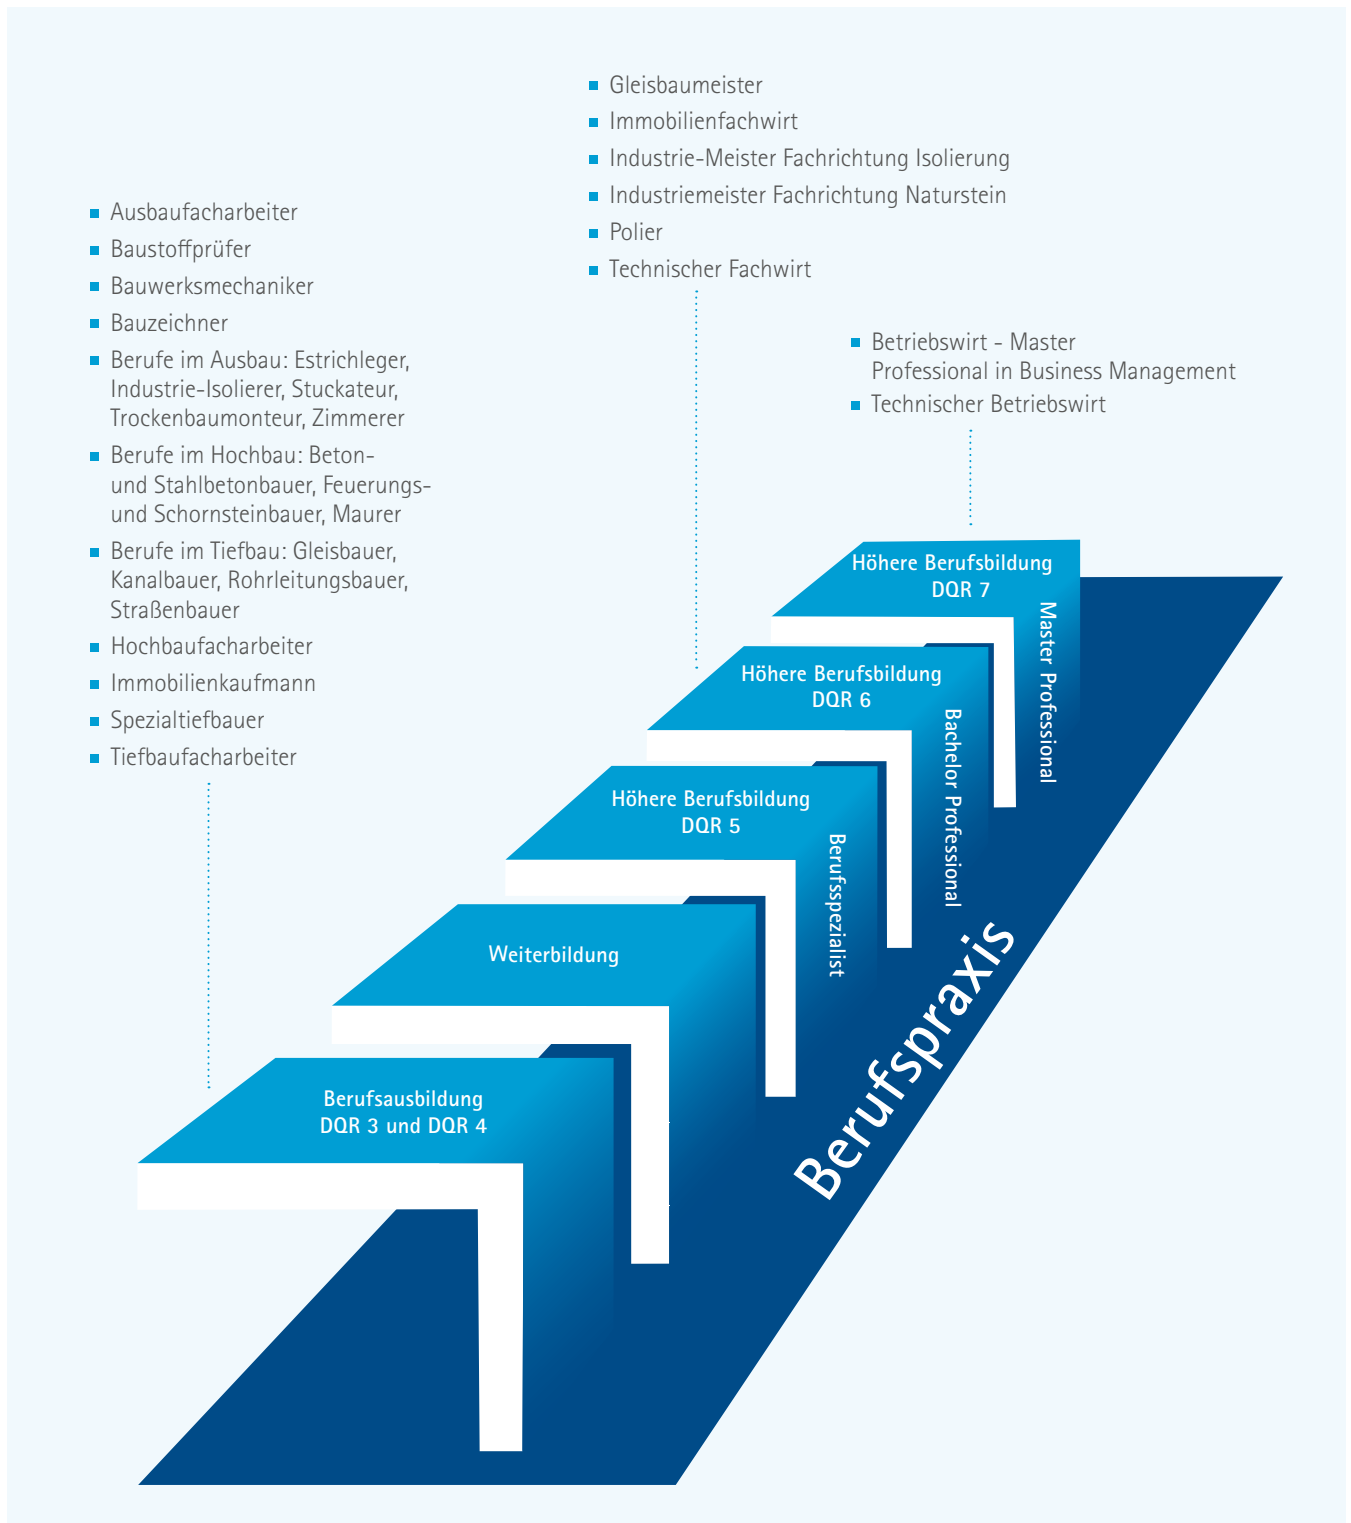 Gleisbaumeister
Immobilienfachwirt
Industrie-Meister Fachrichtung Isolierung
Industriemeister Fachrichtung Naturstein
Polier
Technischer Fachwirt
Ausbaufacharbeiter
Baustoffprüfer
Bauwerksmechaniker
Bauzeichner
Berufe im Ausbau: Estrichleger,
Industrie-Isolierer, Stuckateur,
Trockenbaumonteur, Zimmerer
Berufe im Hochbau: Beton-
und Stahlbetonbauer, Feuerungs-
und Schornsteinbauer, Maurer
Berufe im Tiefbau: Gleisbauer,
Kanalbauer, Rohrleitungsbauer,
Straßenbauer
Hochbaufacharbeiter
Immobilienkaufmann
Spezialtiefbauer
Tiefbaufacharbeiter
Betriebswirt - Master
Professional in Business Management
Technischer Betriebswirt
Höhere Berufsbildung
DQR 7
Master Professional
Höhere Berufsbildung
DQR 6
Bachelor Professional
Höhere Berufsbildung
DQR 5
Berufsspezialist
Weiterbildung
Berufsausbildung
DQR 3 und DQR 4
Berufspraxis